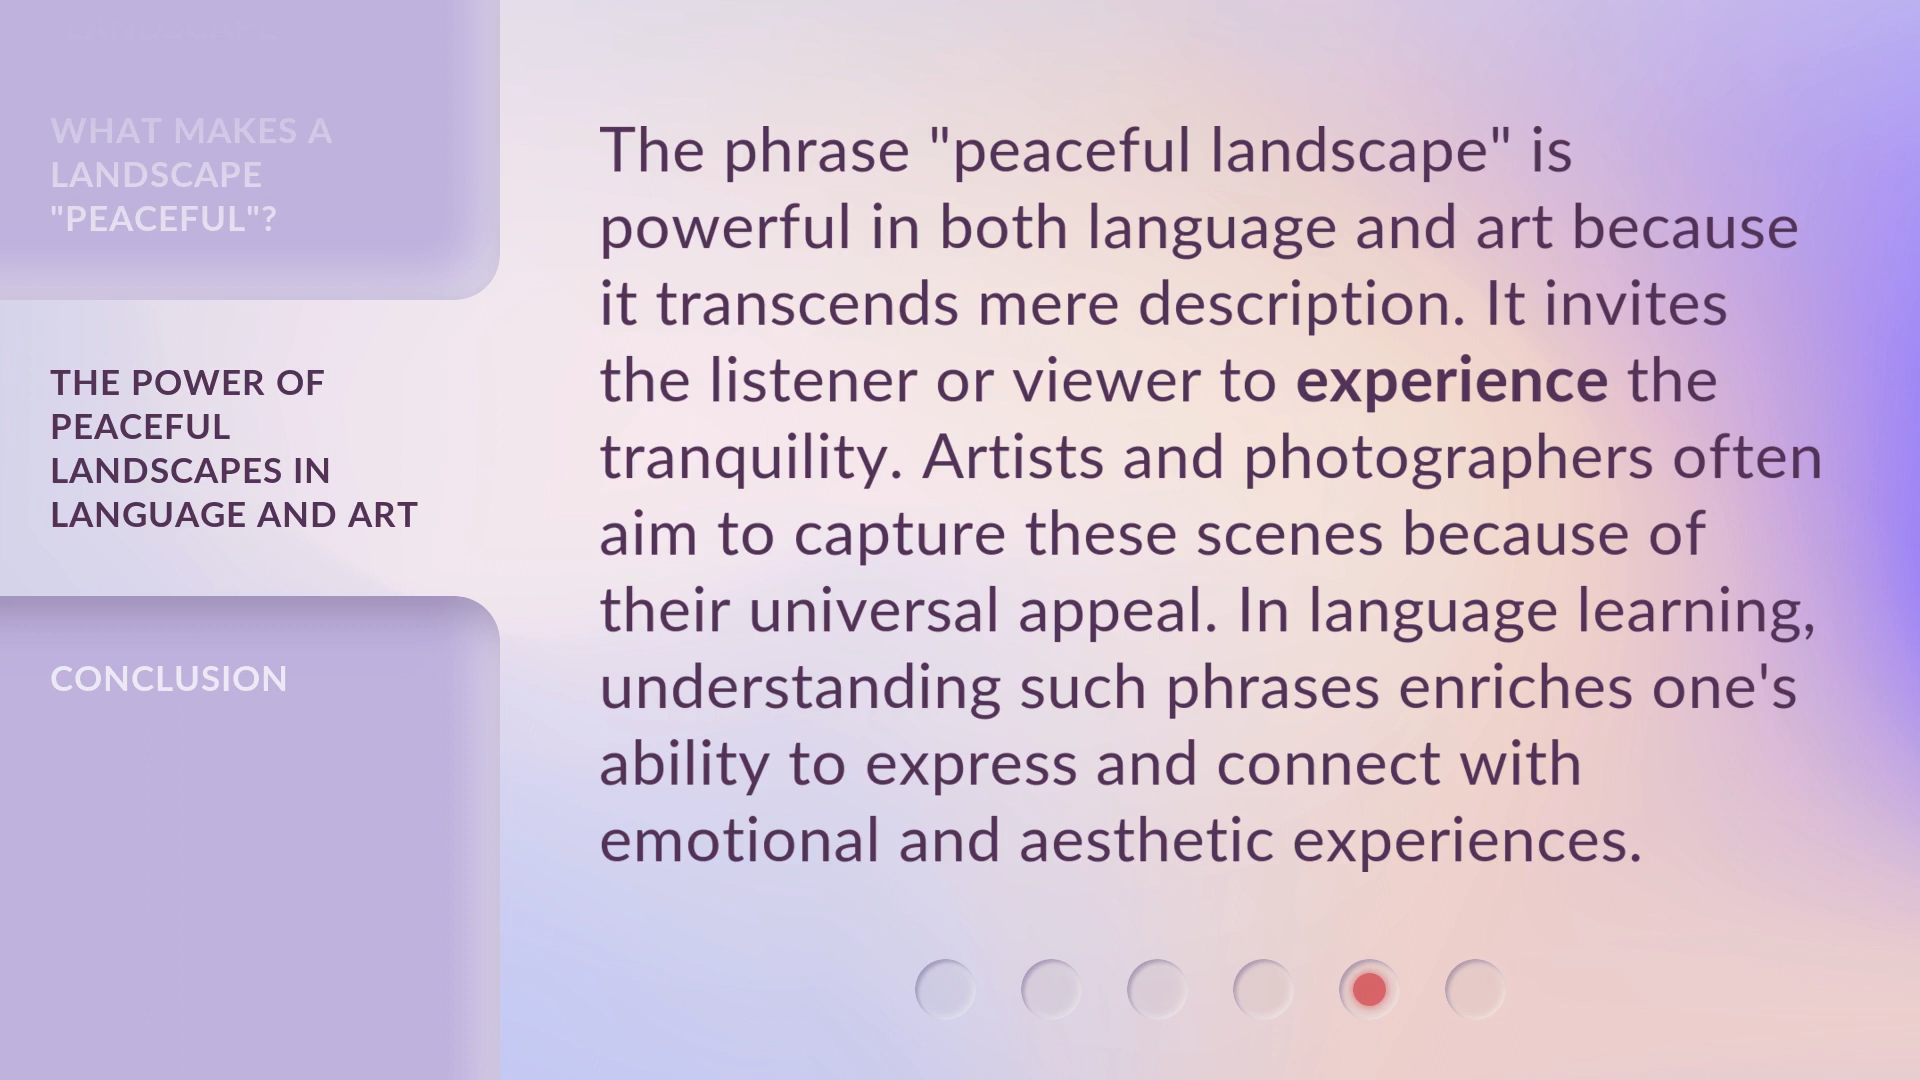 LANDSCAPE
WHAT MAKES A
LANDSCAPE
"PEACEFUL"?
THE POWER OF
PEACEFUL
LANDSCAPES IN
LANGUAGE AND ART
CONCLUSION
The phrase "peaceful landscape" is
powerful in both language and art because
it transcends mere description. It invites
the listener or viewer to experience the
tranquility. Artists and photographers often
aim to capture these scenes because of
their universal appeal. In language learning,
understanding such phrases enriches one's
ability to express and connect with
emotional and aesthetic experiences.